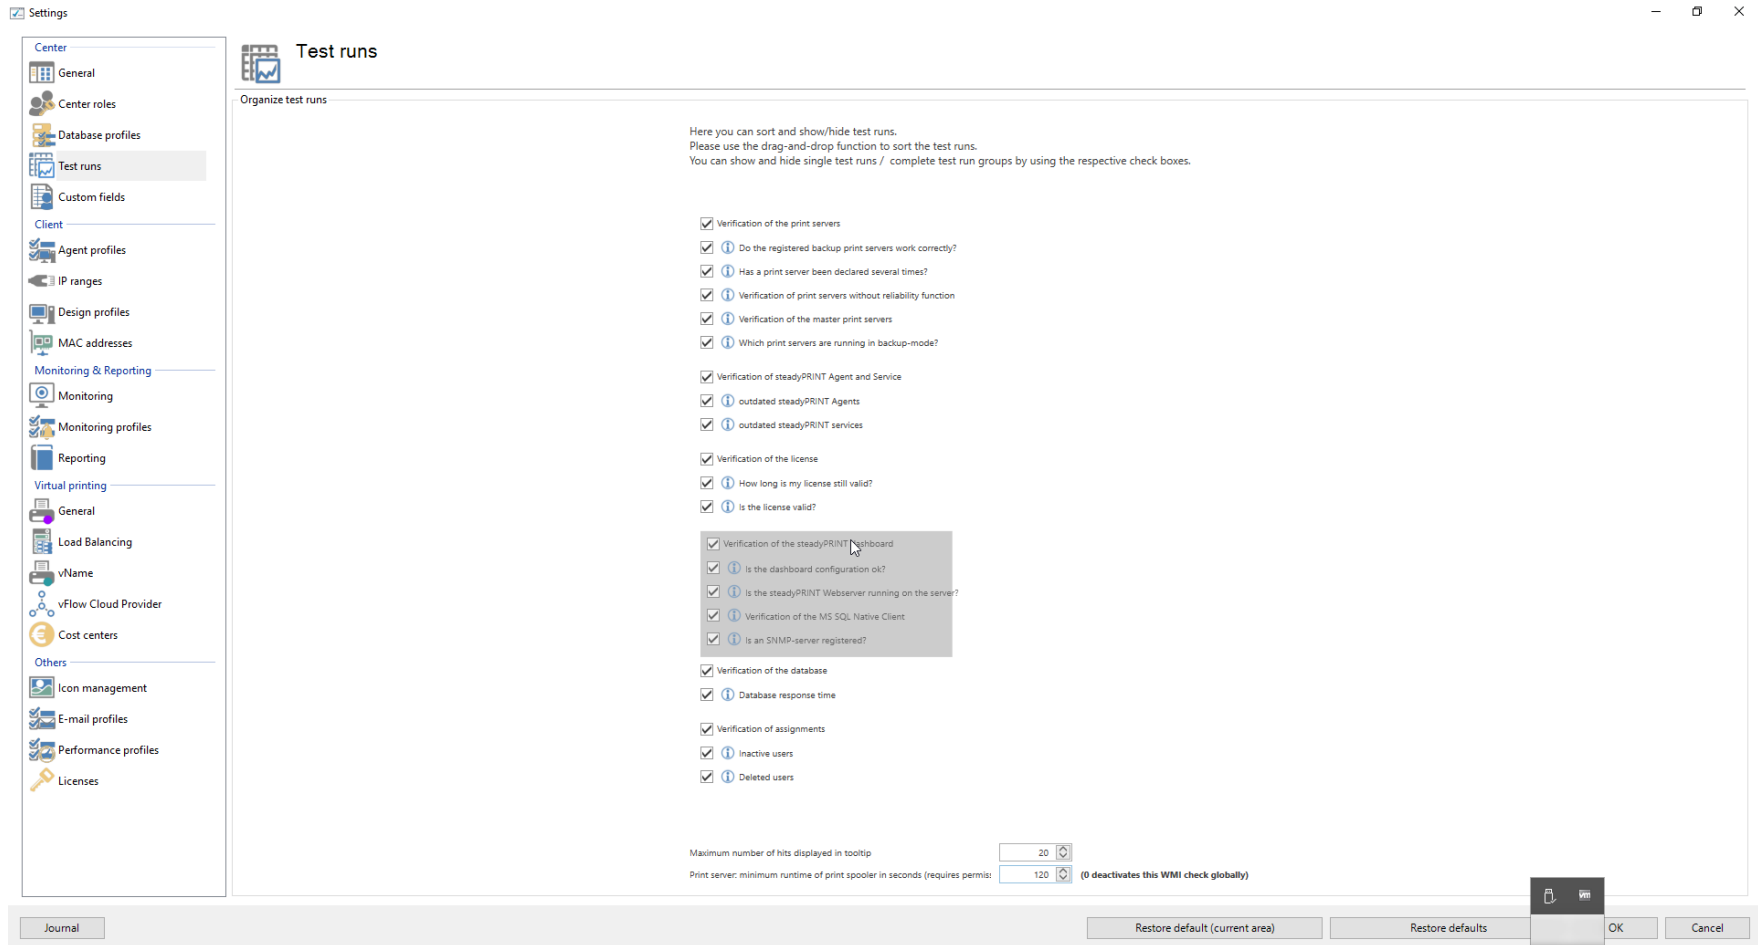 Settings
Center
General
Center roles
Database profiles
Test runs
Custom fields
Client
Agent profiles
IP ranges
Design profiles
MAC addresses
Monitoring & Reporting
Monitoring
Monitoring profiles
Reporting
Virtual printing
General
Load Balancing
vName
vFlow Cloud Provider
Cost centers
Others
Icon management
E-mail profiles
Performance profiles
Licenses
Test runs
Organize test runs
Here you can sort and show/hide test runs.
Please use the drag-and-drop function to sort the test runs.
You can show and hide single test runs / complete test run groups by using the respective check boxes.
Verification of the print servers
Do the registered backup print servers work correctly?
Has a print server been declared several times?
Verification of print servers without reliability function
Verification of the master print servers
Which print servers are running in backup-mode?
Verification of steadyPRINT Agent and Service
outdated steadyPRINT Agents
outdated steadyPRINT services
Verification of the license
How long is my license still valid?
Is the license valid?
Verification of the steadyPRINT Dashboard
Is the dashboard configuration ok?
Is the steadyPRINT Webserver running on the server?
Verification of the MS SQL Native Client
Is an SNMP-server registered?
Verification of the database
Database response time
Verification of assignments
Inactive users
Deleted users
Maximum number of hits displayed in tooltip 20
Print server: minimum runtime of print spooler in seconds (requires permis: 120 (0 deactivates this WMI check globally)
vm
Journal
Restore default (current area)
Restore defaults
OK
Cancel